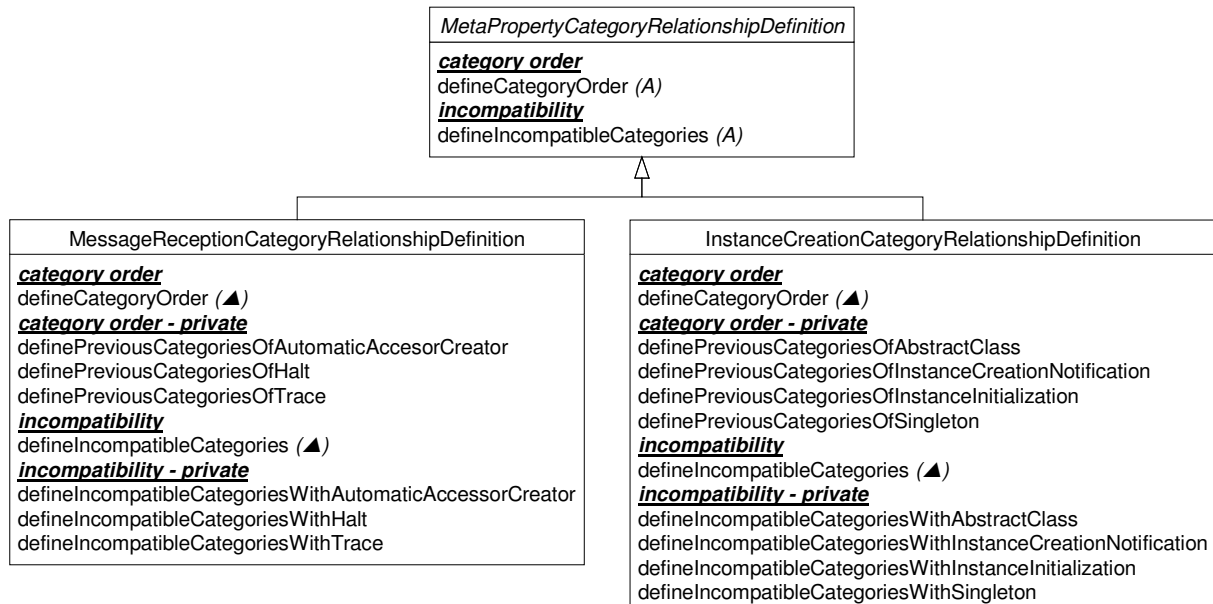 MetaPropertyCategoryRelationshipDefinition
category order
defineCategoryOrder (A)
incompatibility
defineIncompatibleCategories (A)
MessageReceptionCategoryRelationshipDefinition
category order
defineCategoryOrder (▲)
category order - private
definePreviousCategoriesOfAutomaticAccesorCreator
definePreviousCategoriesOfHalt
definePreviousCategoriesOfTrace
incompatibility
defineIncompatibleCategories (▲)
incompatibility - private
defineIncompatibleCategoriesWithAutomaticAccessorCreator
defineIncompatibleCategoriesWithHalt
defineIncompatibleCategoriesWithTrace
InstanceCreationCategoryRelationshipDefinition
category order
defineCategoryOrder (▲)
category order - private
definePreviousCategoriesOfAbstractClass
definePreviousCategoriesOfInstanceCreationNotification
definePreviousCategoriesOfInstanceInitialization
definePreviousCategoriesOfSingleton
incompatibility
defineIncompatibleCategories (▲)
incompatibility - private
defineIncompatibleCategoriesWithAbstractClass
defineIncompatibleCategoriesWithInstanceCreationNotification
defineIncompatibleCategoriesWithInstanceInitialization
defineIncompatibleCategoriesWithSingleton